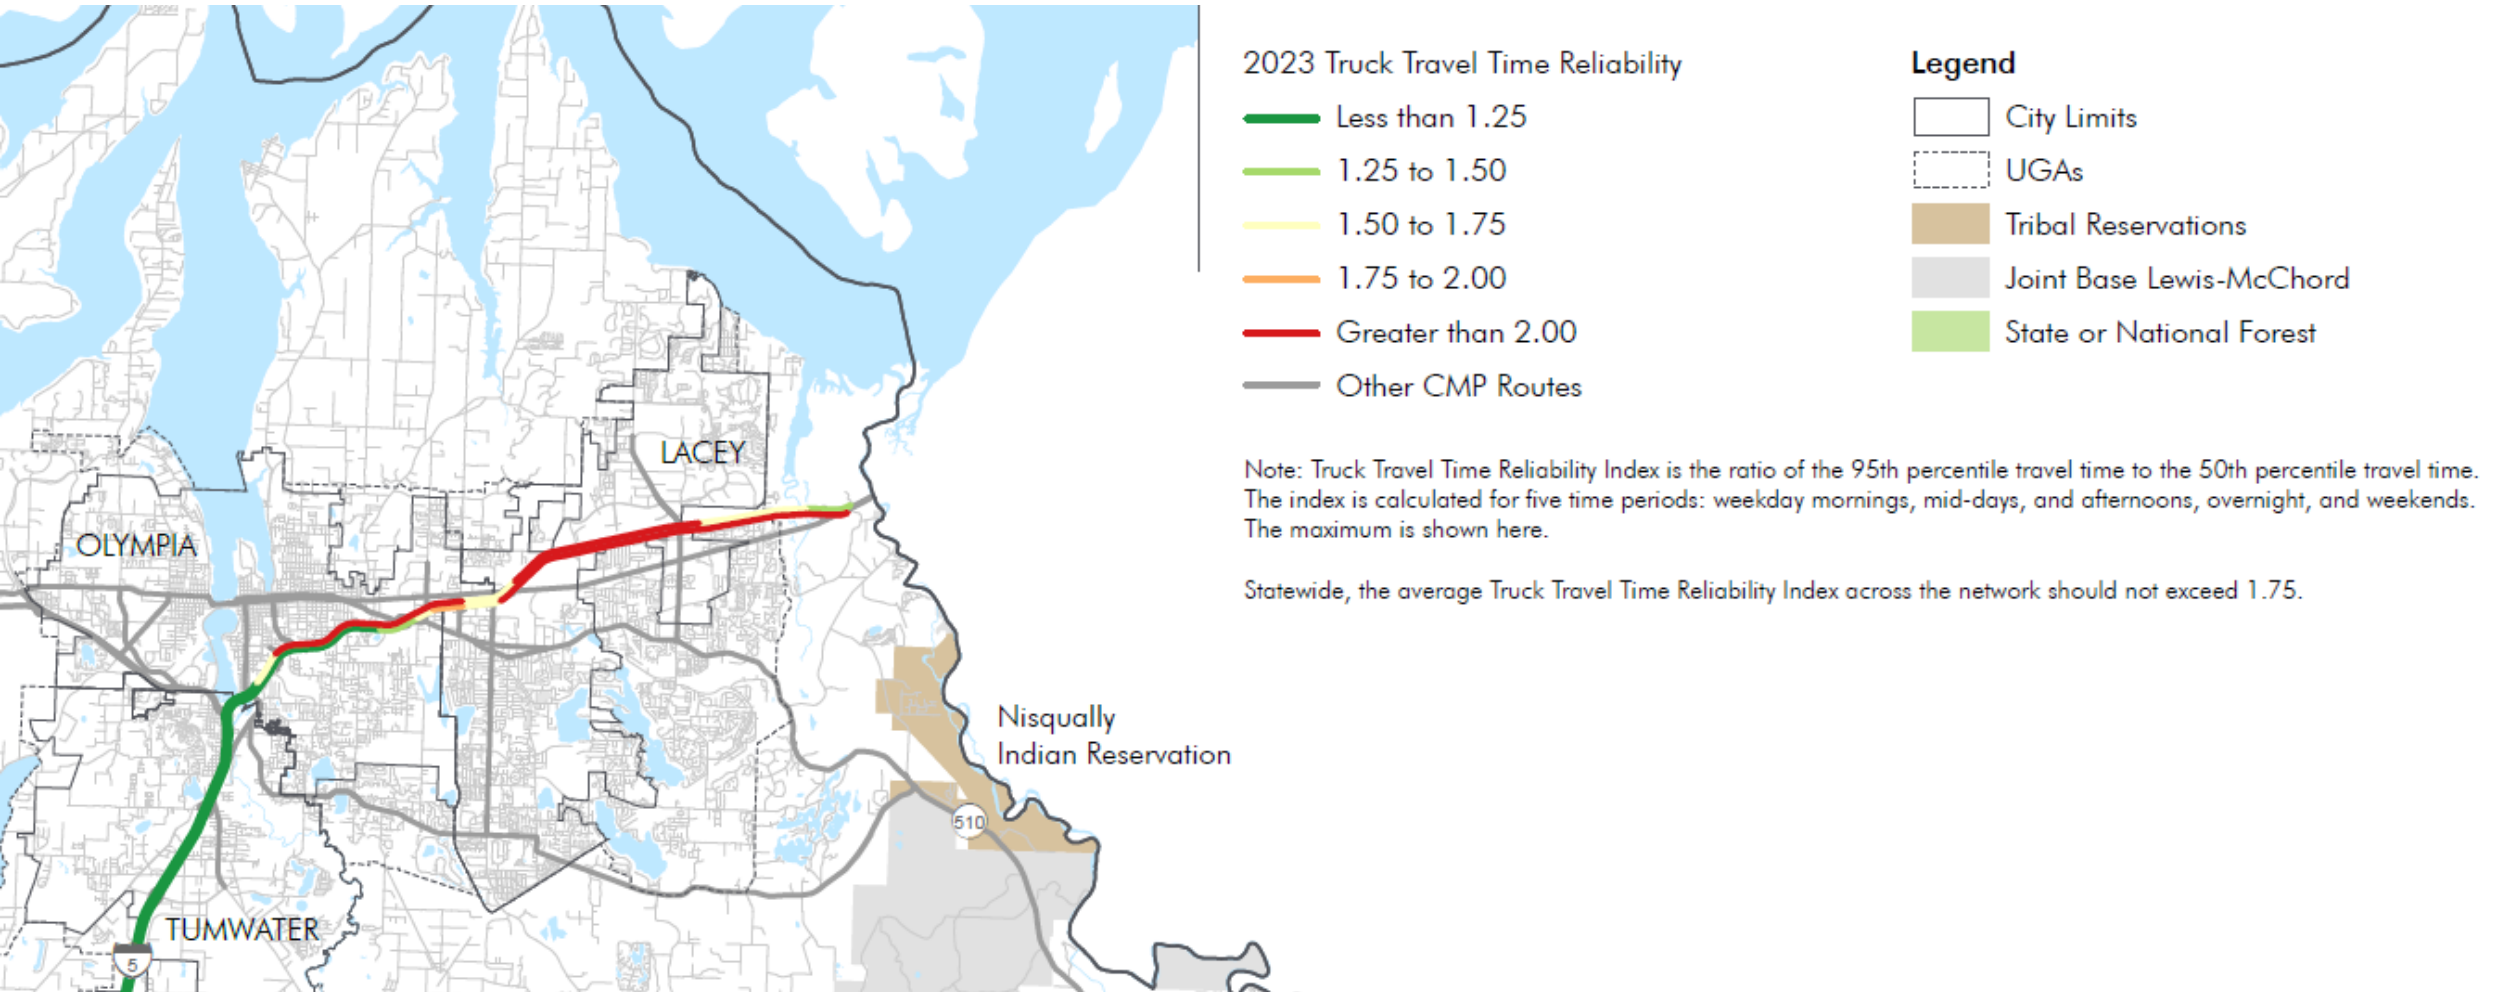 2023 Truck Travel Time Reliability
Less than 1.25
1.25 to 1.50
1.50 to 1.75
1.75 to 2.00
Greater than 2.00
Other CMP Routes
Legend
City Limits
UGAs
Tribal Reservations
Joint Base Lewis-McChord
State or National Forest
Note: Truck Travel Time Reliability Index is the ratio of the 95th percentile travel time to the 50th percentile travel time.
The index is calculated for five time periods: weekday mornings, mid-days, and afternoons, overnight, and weekends.
The maximum is shown here.
Statewide, the average Truck Travel Time Reliability Index across the network should not exceed 1.75.
LACEY
OLYMPIA
Nisqually
Indian Reservation
510
TUMWATER
5